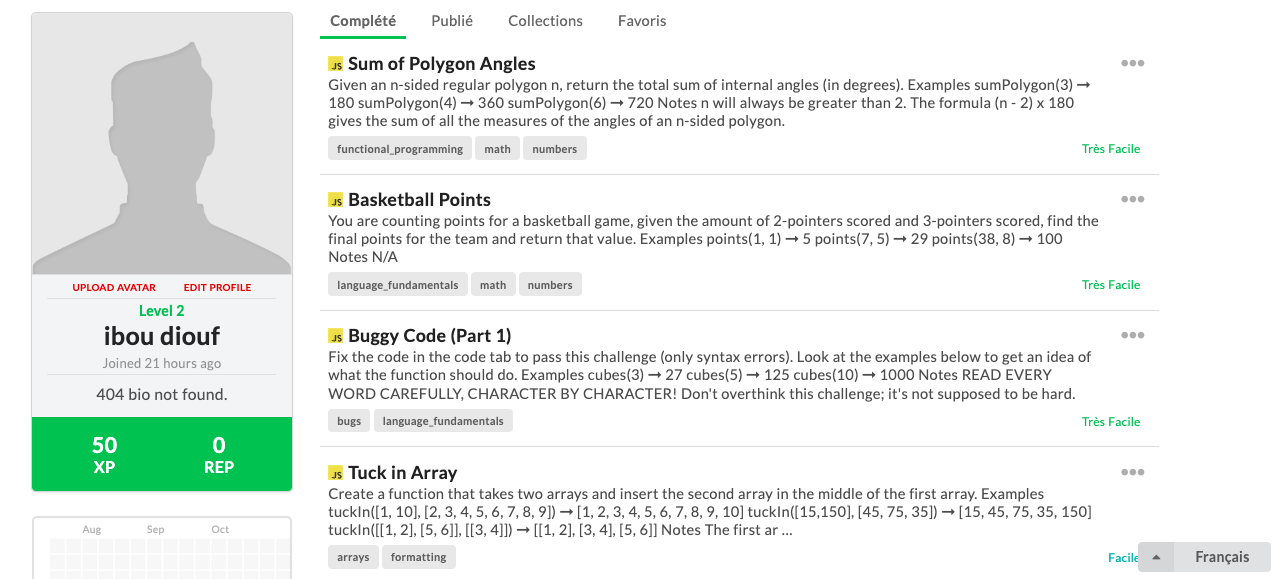 Complété Publié Collections Favoris
JS Sum of Polygon Angles
Given an n-sided regular polygon n, return the total sum of internal angles (in degrees). Examples sumPolygon(3) ➞
180 sumPolygon(4) ➞ 360 sumPolygon(6) ➞ 720 Notes n will always be greater than 2. The formula (n - 2) x 180
gives the sum of all the measures of the angles of an n-sided polygon.
functional_programming math numbers
Très Facile
JS Basketball Points
You are counting points for a basketball game, given the amount of 2-pointers scored and 3-pointers scored, find the
final points for the team and return that value. Examples points(1, 1) ➞ 5 points(7, 5) ➞ 29 points(38, 8) ➞ 100
Notes N/A
language_fundamentals math numbers
Très Facile
JS Buggy Code (Part 1)
Fix the code in the code tab to pass this challenge (only syntax errors). Look at the examples below to get an idea of
what the function should do. Examples cubes(3) ➞ 27 cubes(5) ➞ 125 cubes(10) ➞ 1000 Notes READ EVERY
WORD CAREFULLY, CHARACTER BY CHARACTER! Don't overthink this challenge; it's not supposed to be hard.
bugs language_fundamentals
Très Facile
JS Tuck in Array
Create a function that takes two arrays and insert the second array in the middle of the first array. Examples
tuckIn([1, 10], [2, 3, 4, 5, 6, 7, 8, 9]) ➞ [1, 2, 3, 4, 5, 6, 7, 8, 9, 10] tuckIn([15,150], [45, 75, 35]) ➞ [15, 45, 75, 35, 150]
tuckIn([[1, 2], [5, 6]], [[3, 4]]) ➞ [[1, 2], [3, 4], [5, 6]] Notes The first ar ...
arrays formatting
Facile
UPLOAD AVATAR EDIT PROFILE
Level 2
ibou diouf
Joined 21 hours ago
404 bio not found.
50 0
XP REP
Aug Sep Oct
Français